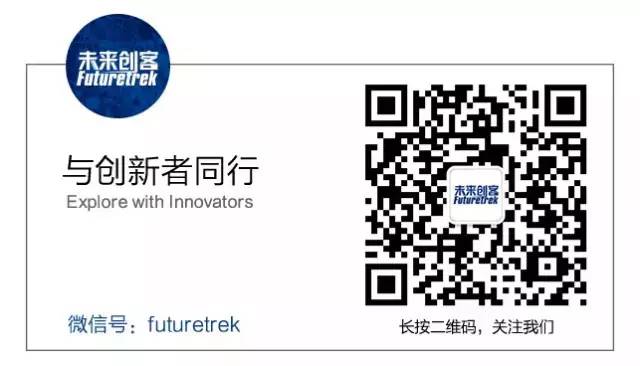 未来创客
Futuretrek
与创新者同行
Explore with Innovators
未来创客
Futuretrek
微信号：futuretrek
长按二维码，关注我们